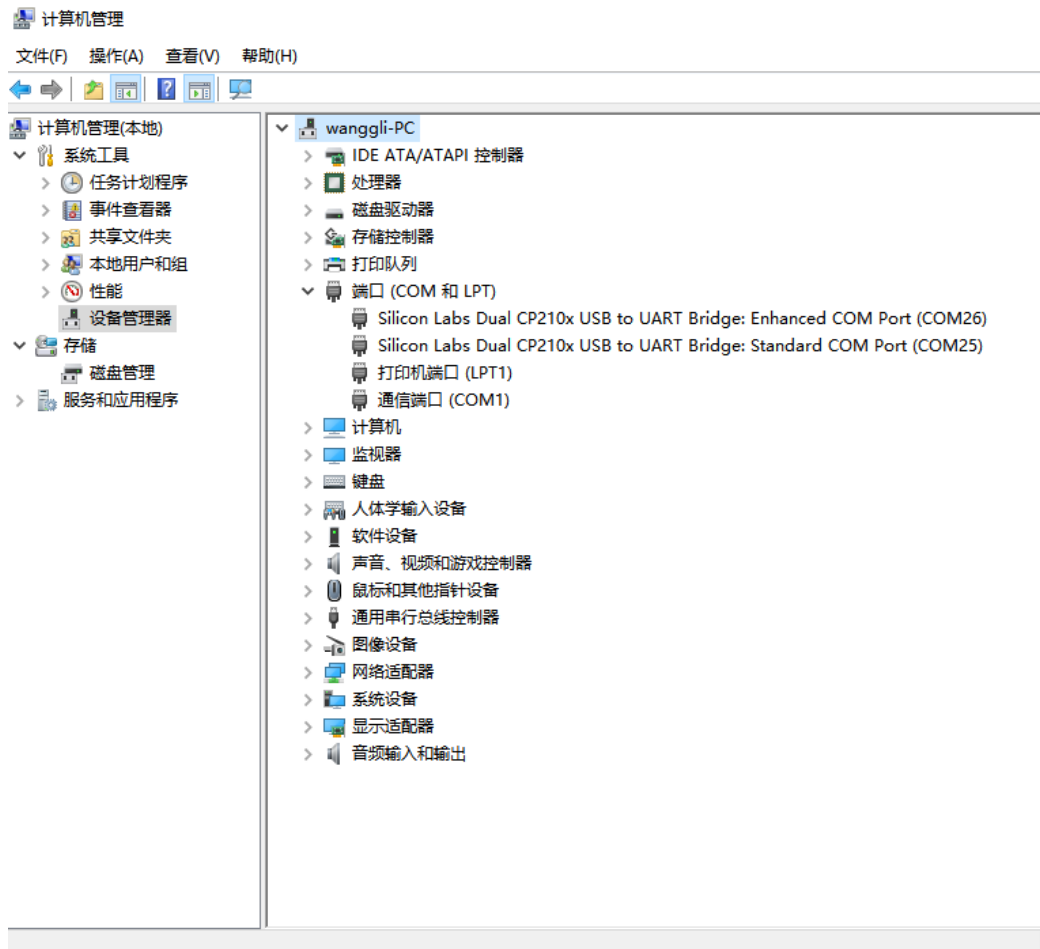 计算机管理
文件(F) 操作(A) 查看(V) 帮助(H)
计算机管理(本地)
系统工具
任务计划程序
事件查看器
共享文件夹
本地用户和组
性能
设备管理器
存储
磁盘管理
服务和应用程序
wanggli-PC
IDE ATA/ATAPI 控制器
处理器
磁盘驱动器
存储控制器
打印队列
端口 (COM 和 LPT)
Silicon Labs Dual CP210x USB to UART Bridge: Enhanced COM Port (COM26)
Silicon Labs Dual CP210x USB to UART Bridge: Standard COM Port (COM25)
打印机端口 (LPT1)
通信端口 (COM1)
计算机
监视器
键盘
人体学输入设备
软件设备
声音、视频和游戏控制器
鼠标和其他指针设备
通用串行总线控制器
图像设备
网络适配器
系统设备
显示适配器
音频输入和输出